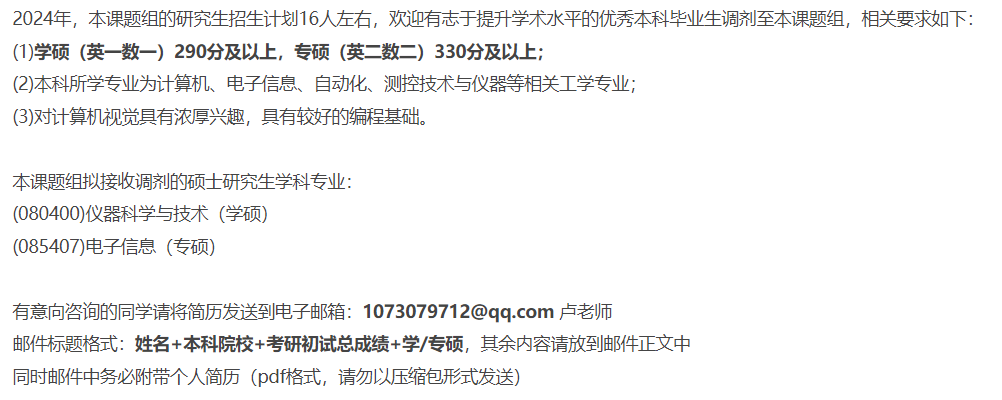 2024年，本课题组的研究生招生计划16人左右，欢迎有志于提升学术水平的优秀本科毕业生调剂至本课题组，相关要求如下：
(1)学硕（英一数一）290分及以上，专硕（英二数二）330分及以上；
(2)本科所学专业为计算机、电子信息、自动化、测控技术与仪器等相关工学专业；
(3)对计算机视觉具有浓厚兴趣，具有较好的编程基础。
本课题组拟接收调剂的硕士研究生学科专业：
(080400)仪器科学与技术（学硕）
(085407)电子信息（专硕）
有意向咨询的同学请将简历发送到电子邮箱：1073079712@qq.com 卢老师
邮件标题格式：姓名+本科院校+考研初试总成绩+学/专硕，其余内容请放到邮件正文中
同时邮件中务必附带个人简历（pdf格式，请勿以压缩包形式发送）